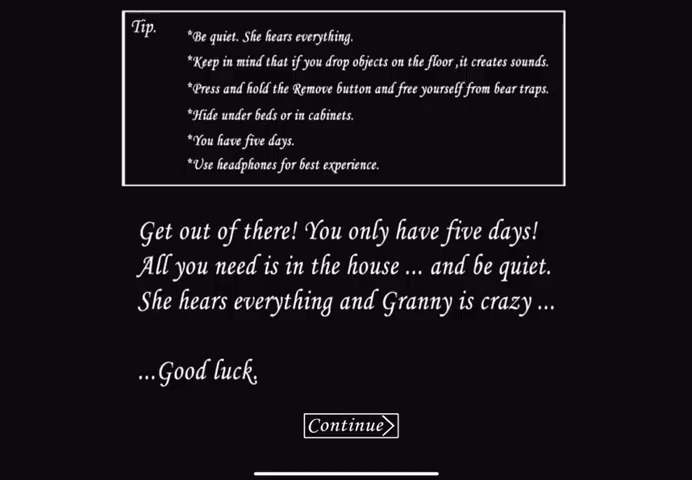 Tip.
*Be quiet. She hears everything.
*Keep in mind that if you drop objects on the floor ,it creates sounds.
*Press and hold the Remove button and free yourself from bear traps.
*Hide under beds or in cabinets.
*You have five days.
*Use headphones for best experience.
Get out of there! You only have five days!
All you need is in the house ... and be quiet.
She hears everything and Granny is crazy ...
...Good luck.
Continue